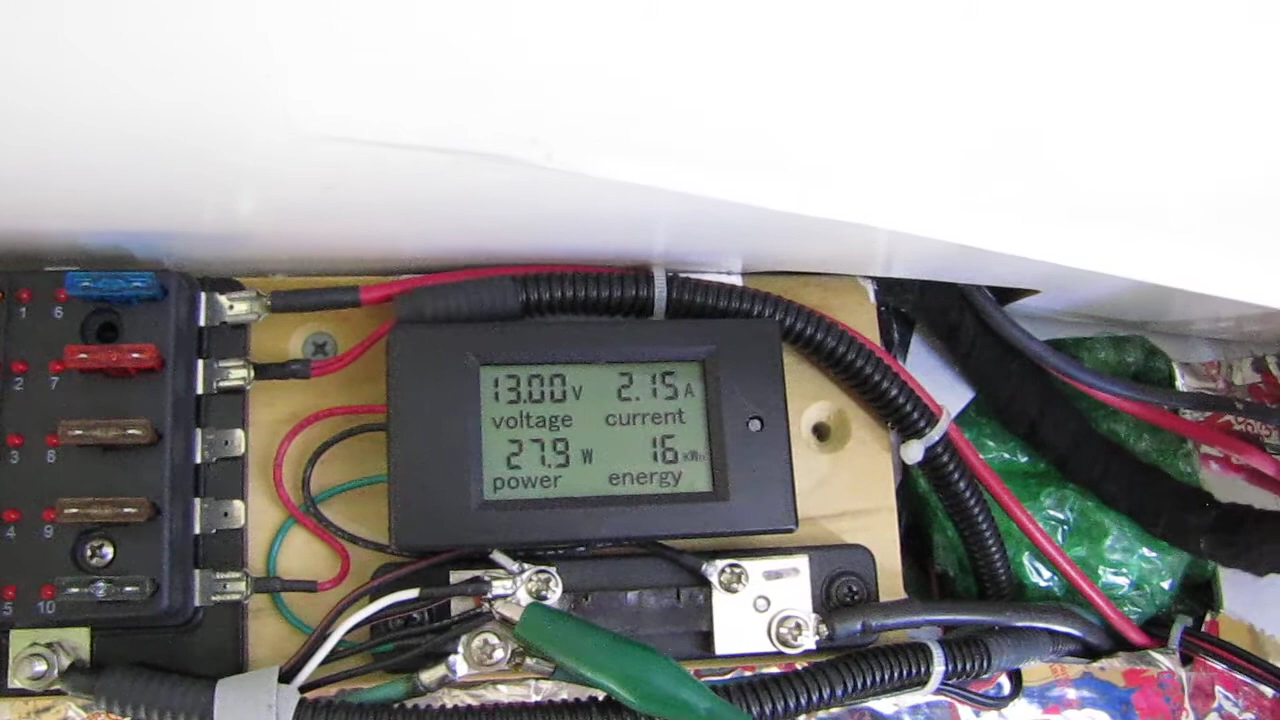 1 6
2 7
3 8
4 9
5 10
13.00 V 2.15 A
voltage current
27.9 W 16 kWh
power energy